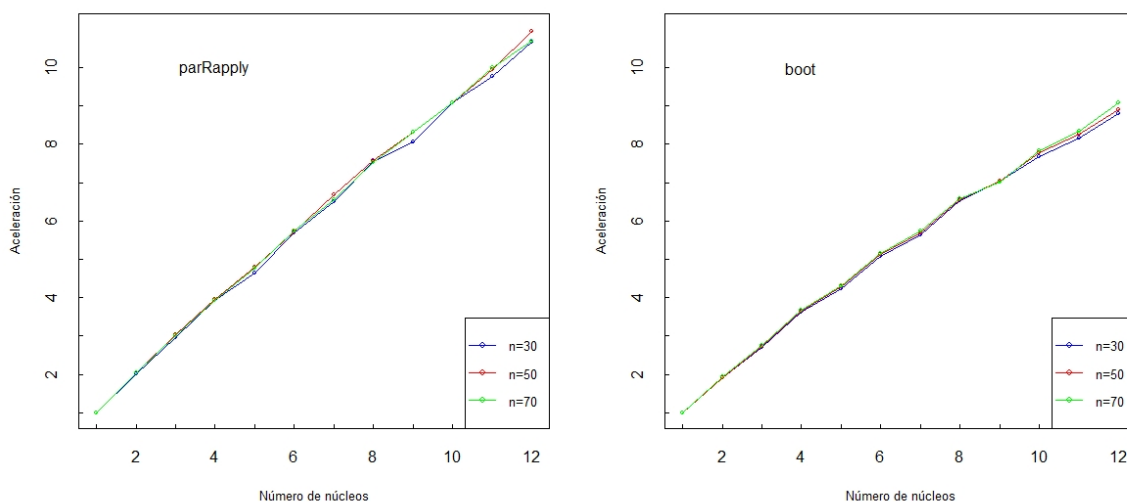 parRapply
Aceleración
10
8
6
4
2
n=30
n=50
n=70
2 4 6 8 10 12
Número de núcleos
boot
Aceleración
10
8
6
4
2
n=30
n=50
n=70
2 4 6 8 10 12
Número de núcleos